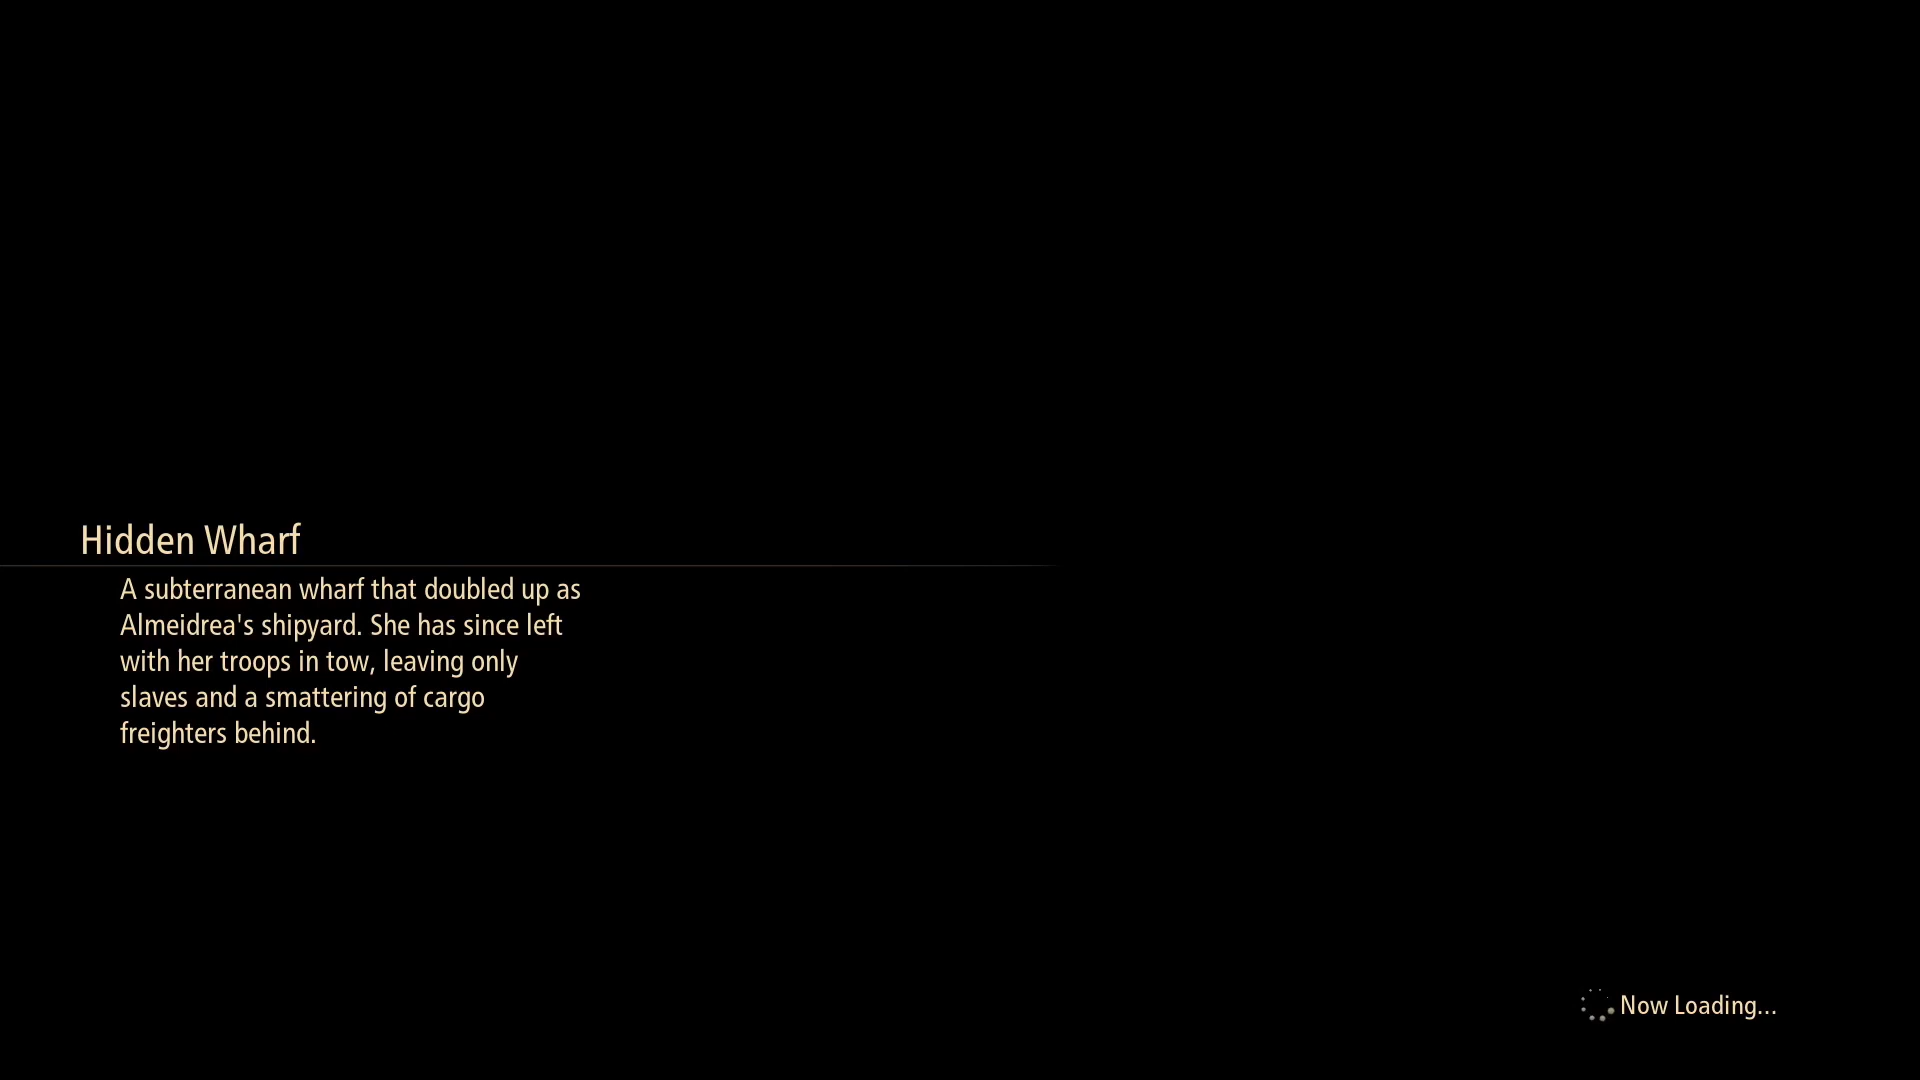 Hidden Wharf
A subterranean wharf that doubled up as
Almeidrea's shipyard. She has since left
with her troops in tow, leaving only
slaves and a smattering of cargo
freighters behind.
Now Loading...